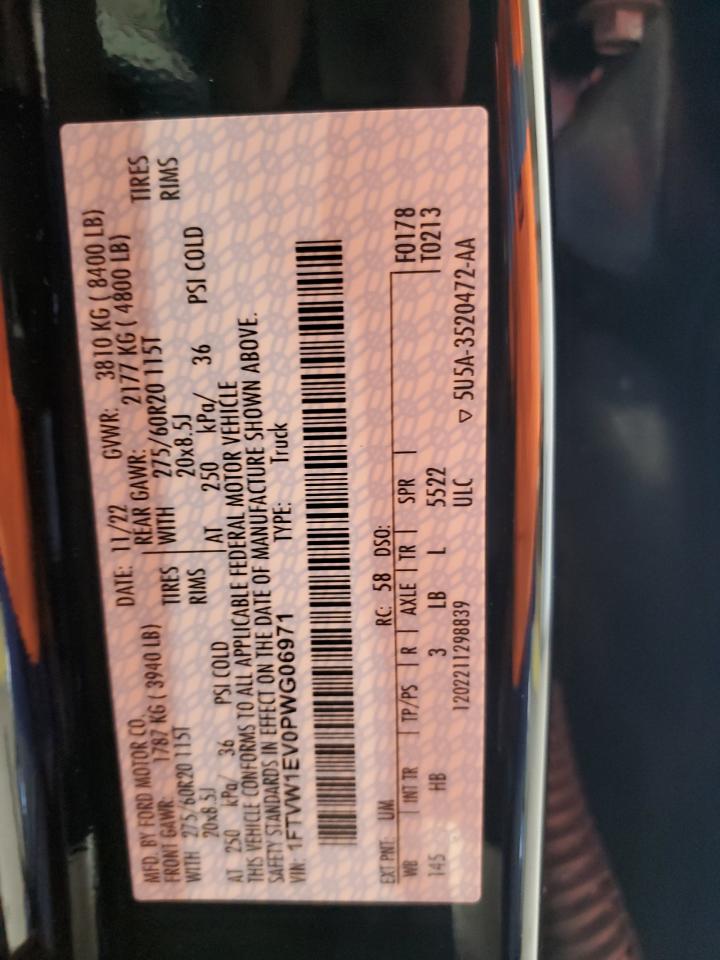 MFD. BY FORD MOTOR CO. DATE: 11/22 GVWR: 3810 KG ( 8400 LB)
FRONT GAWR: 1787 KG ( 3940 LB) REAR GAWR: 2177 KG ( 4800 LB)
WITH 275/60R20 115T TIRES WITH 275/60R20 115T TIRES
20x8.5J RIMS 20x8.5J RIMS
AT 250 kPa/ 36 PSI COLD AT 250 kPa/ 36 PSI COLD
THIS VEHICLE CONFORMS TO ALL APPLICABLE FEDERAL MOTOR VEHICLE
SAFETY STANDARDS IN EFFECT ON THE DATE OF MANUFACTURE SHOWN ABOVE.
VIN: 1FTVW1EV0PWG06971 TYPE: Truck
EXT PNT: UM RC: 58 DSO: F0178
WB INT TR TP/PS R AXLE TR SPR T0213
145 HB 3 LB L 5522
1202211298839 ULC ▽ 5U5A-3520472-AA